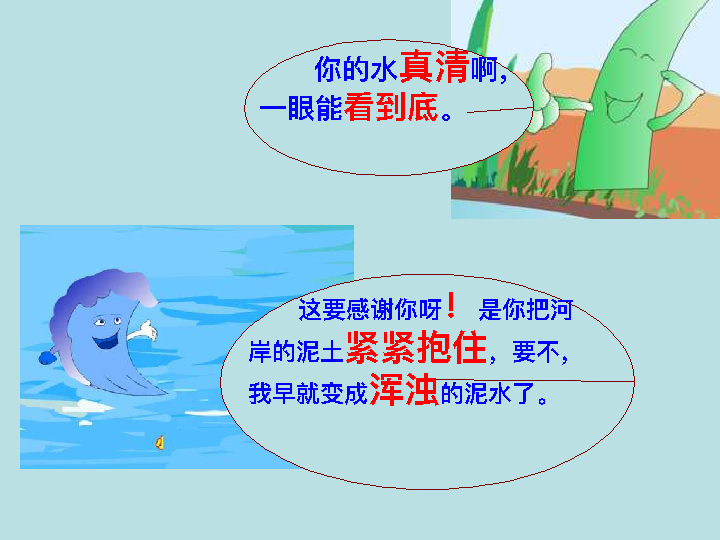 你的水真清啊，
一眼能看到底。
这要感谢你呀！ 是你把河
岸的泥土紧紧抱住，要不，
我早就变成浑浊的泥水了。